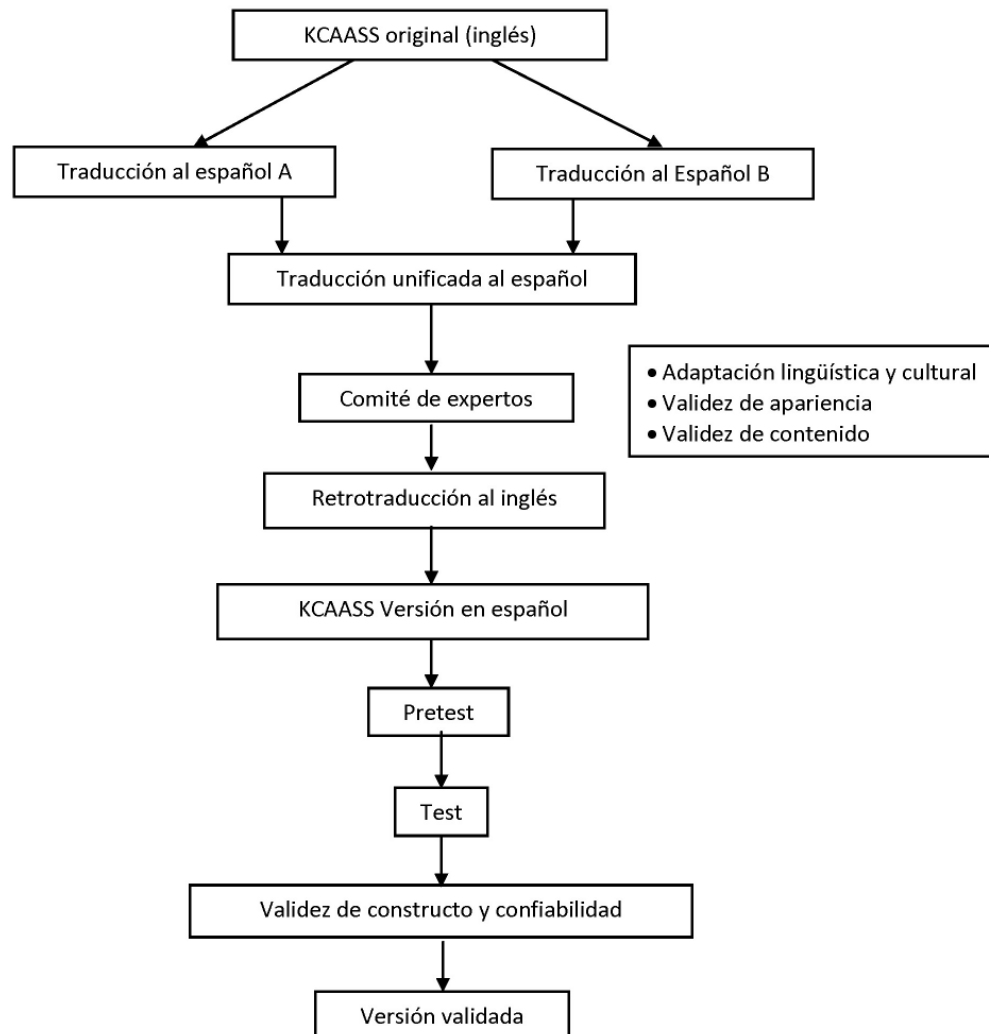 KCAASS original (inglés)
Traducción al español A
Traducción al Español B
Traducción unificada al español
Comité de expertos
• Adaptación lingüística y cultural
• Validez de apariencia
• Validez de contenido
Retrotraducción al inglés
KCAASS Versión en español
Pretest
Test
Validez de constructo y confiabilidad
Versión validada